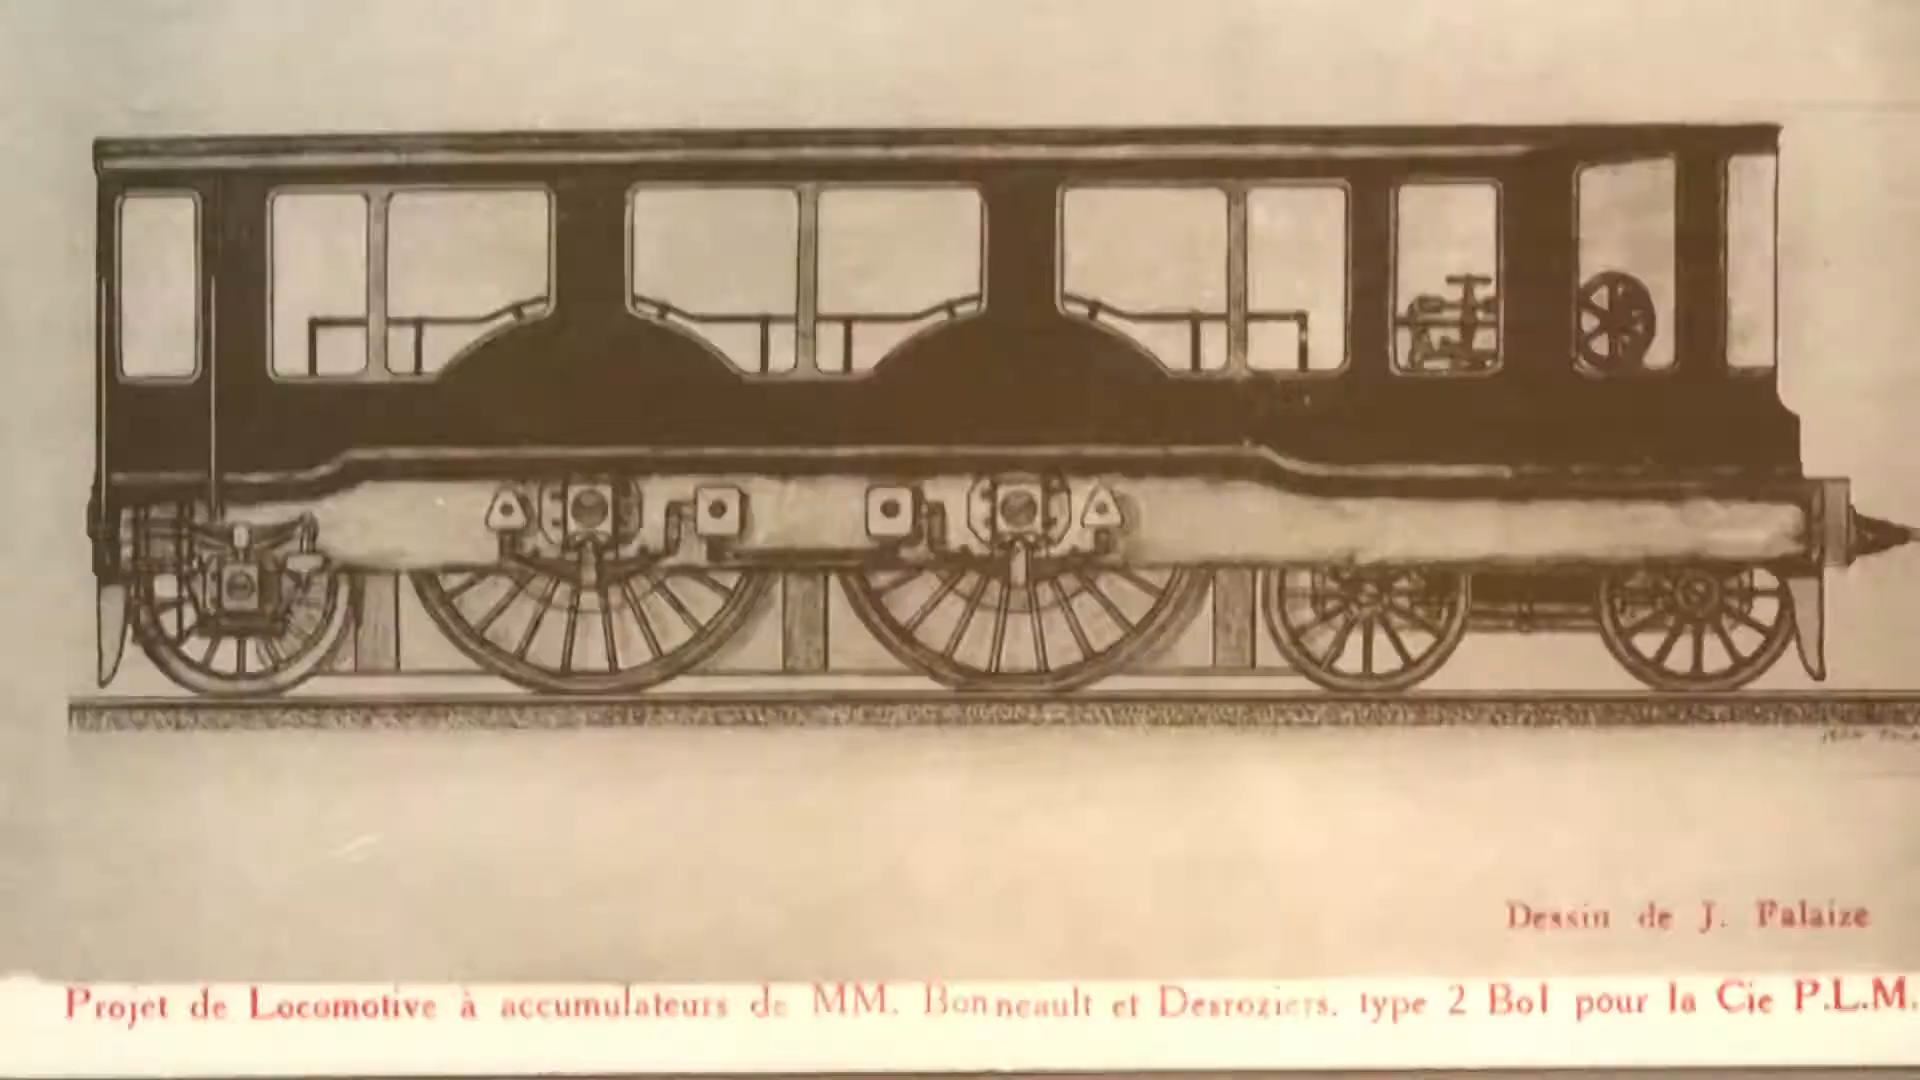 Dessin de J. Falaize
Projet de Locomotive à accumulateurs de MM. Bonneault et Desroziers, type 2 Bo1 pour la Cie P.L.M.